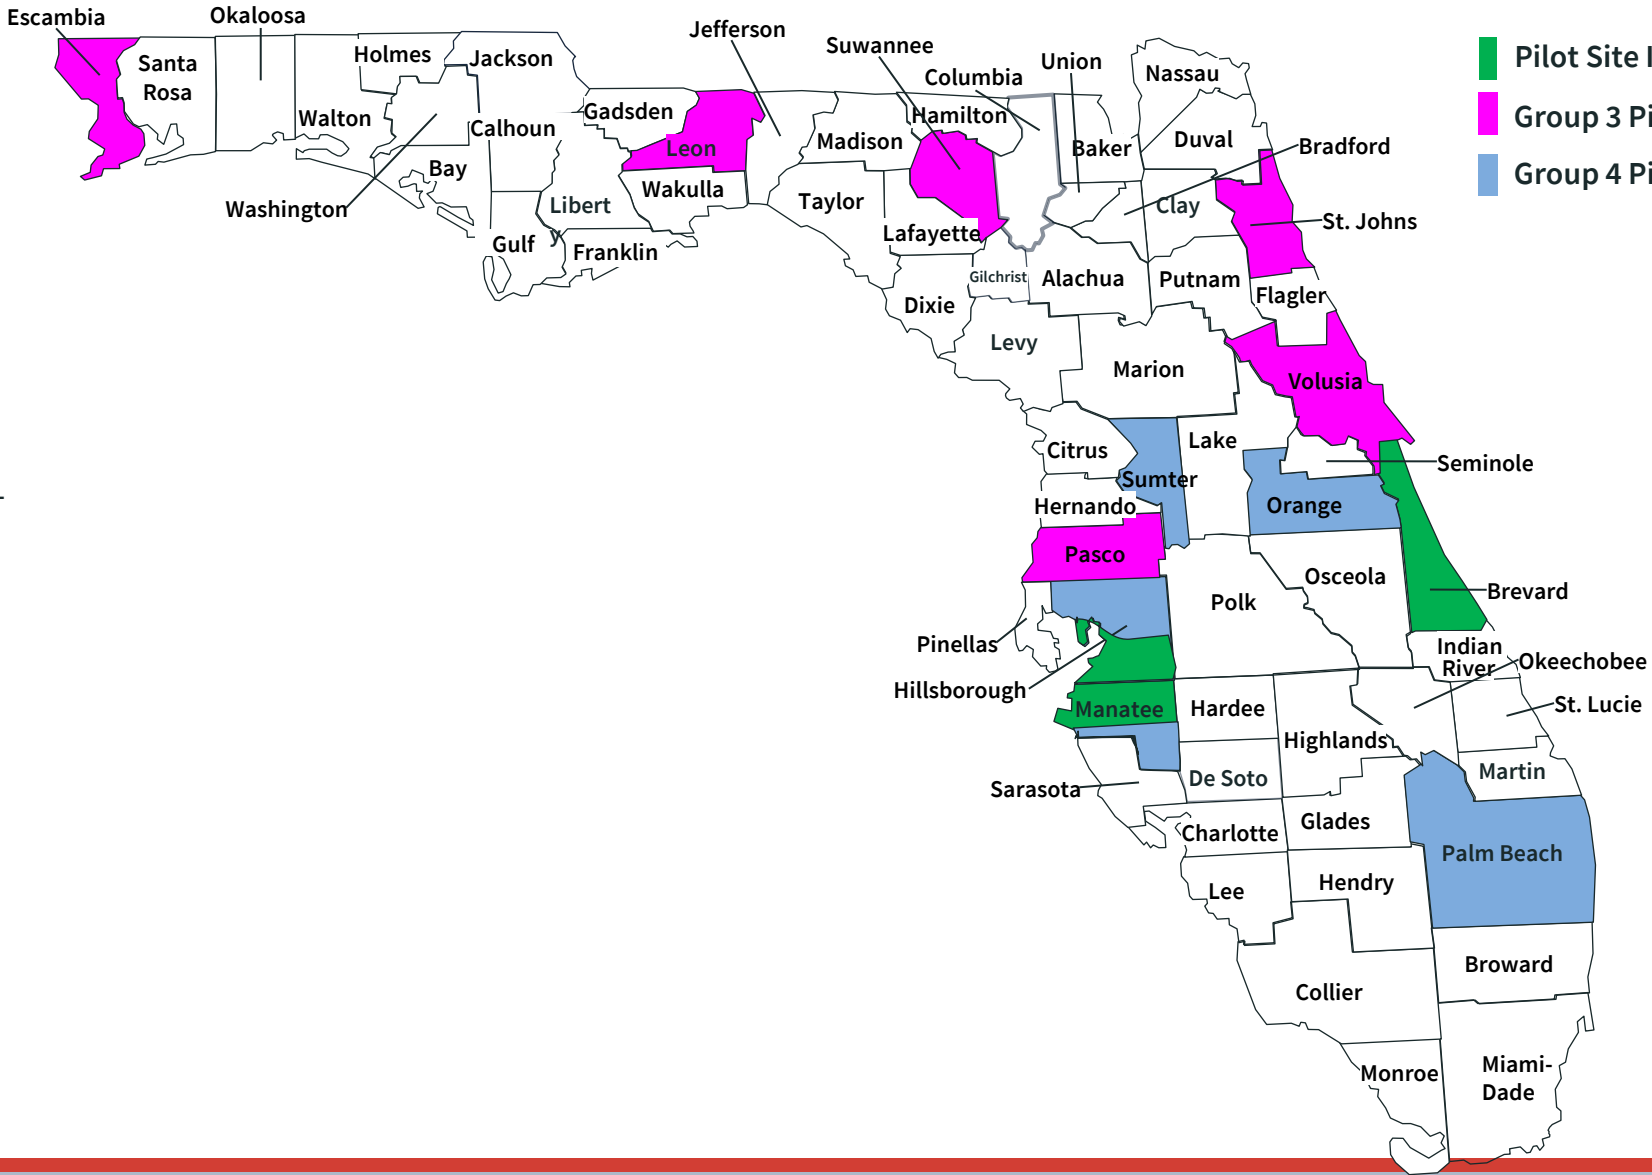 Escambia
Okaloosa
Jefferson
Suwannee
Columbia
Union
Holmes
Jackson
Santa
Rosa
Nassau
Walton
Gadsden
Hamilton
Calhoun
Madison
Duval
Leon
Baker
Bradford
Bay
Wakulla
Washington
Libert
y
Taylor
Clay
St. Johns
Lafayette
Gulf
Franklin
Gilchrist
Alachua
Putnam
Flagler
Dixie
Levy
Marion
Volusia
Citrus
Lake
Seminole
Sumter
Hernando
Orange
Pasco
Osceola
Brevard
Polk
Pinellas
Indian
River
Okeechobee
Hillsborough
Manatee
Hardee
St. Lucie
Highlands
Sarasota
De Soto
Martin
Charlotte
Glades
Palm Beach
Lee
Hendry
Broward
Collier
Monroe
Miami-
Dade
Pilot Site
Group 3
Group 4